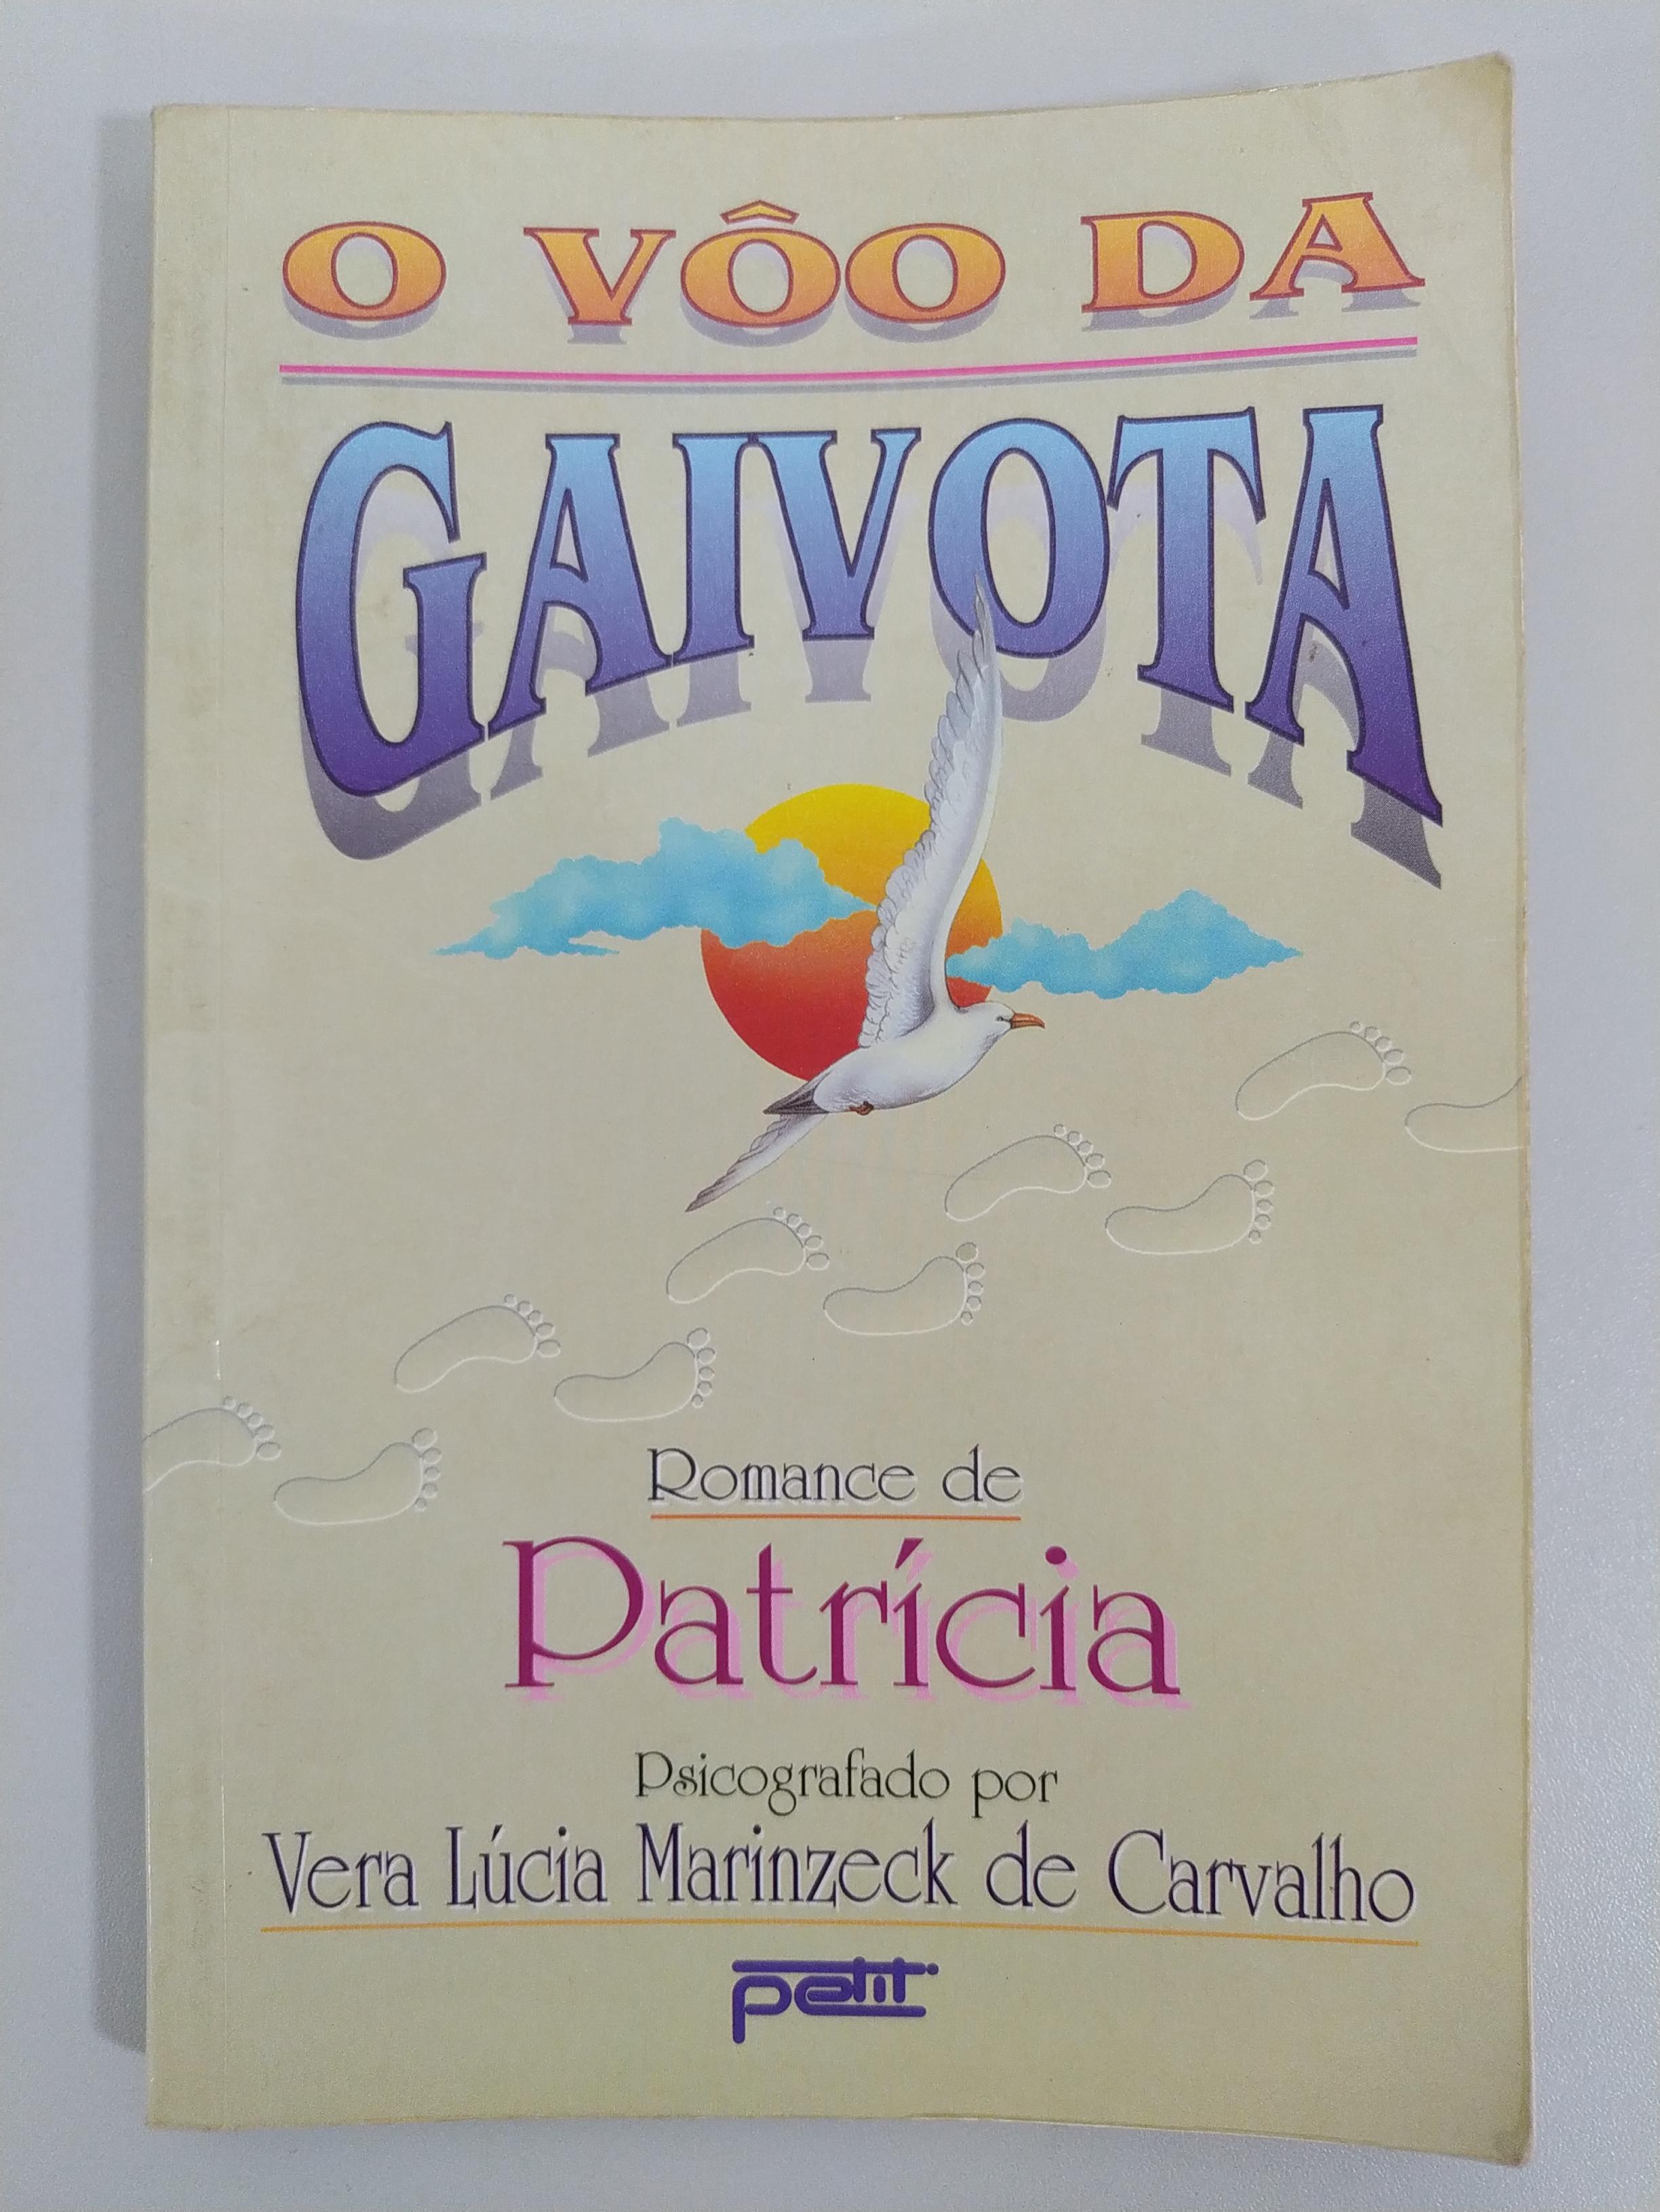 O VÔO DA
GAIVOTA
Romance de
Patrícia
Psicografado por
Vera Lúcia Marinzeck de Carvalho
petit